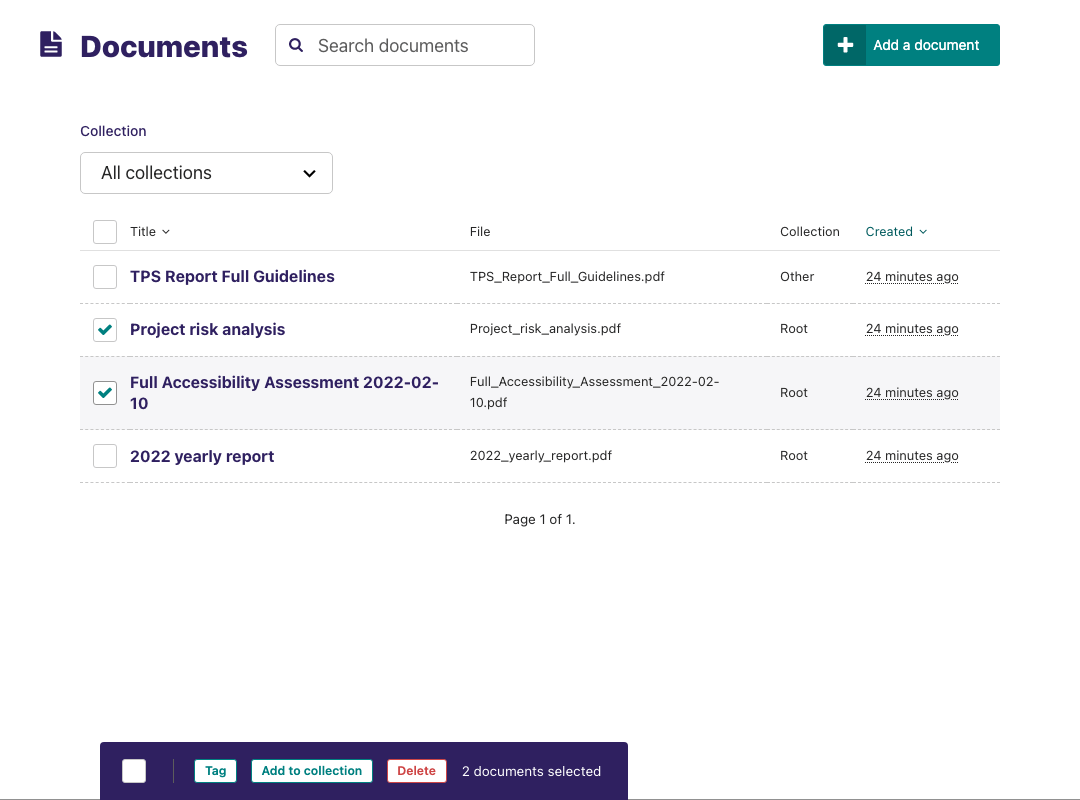 Documents
Search documents
Add a document
Collection
All collections
Title
File
Collection
Created
TPS Report Full Guidelines
TPS_Report_Full_Guidelines.pdf
Other
24 minutes ago
Project risk analysis
Project_risk_analysis.pdf
Root
24 minutes ago
Full Accessibility Assessment 2022-02-
10
Full_Accessibility_Assessment_2022-02-
10.pdf
Root
24 minutes ago
2022 yearly report
2022_yearly_report.pdf
Root
24 minutes ago
Page 1 of 1.
Tag
Add to collection
Delete
2 documents selected